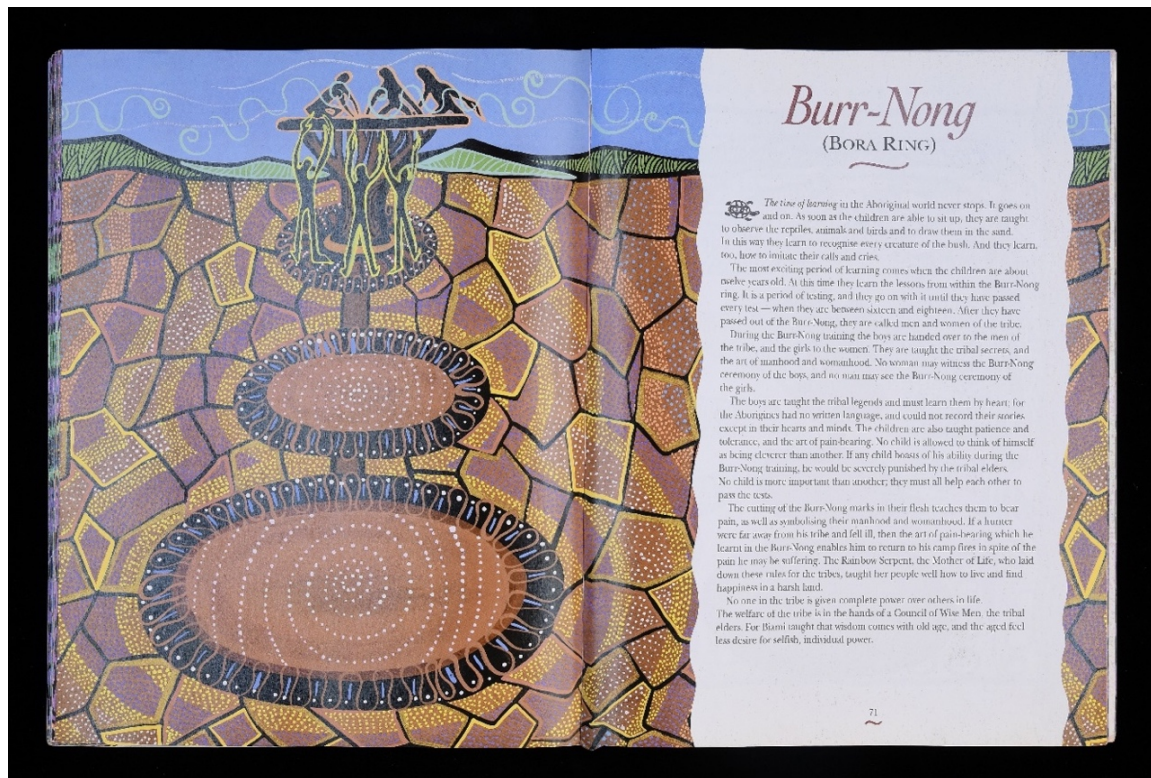 Burr-Nong
(BORA RING)
The time of learning in the Aboriginal world never stops. It goes on
and on. As soon as the children are able to sit up, they are taught
to observe the reptiles, animals and birds and to draw them in the sand.
In this way they learn to recognise every creature of the bush. And they learn,
too, how to imitate their calls and cries.
The most exciting period of learning comes when the children are about
twelve years old. At this time they learn the lessons from within the Burr-Nong
ring. It is a period of testing, and they go on with it until they have passed
every test — when they are between sixteen and eighteen. After they have
passed out of the Burr-Nong, they are called men and women of the tribe.
During the Burr-Nong training the boys are handed over to the men of
the tribe, and the girls to the women. They are taught the tribal secrets, and
the art of manhood and womanhood. No woman may witness the Burr-Nong
ceremony of the boys, and no man may see the Burr-Nong ceremony of
the girls.
The boys are taught the tribal legends and must learn them by heart; for
the Aborigines had no written language, and could not record their stories
except in their hearts and minds. The children are also taught patience and
tolerance, and the art of pain-bearing. No child is allowed to think of himself
as being cleverer than another. If any child boasts of his ability during the
Burr-Nong training, he would be severely punished by the tribal elders.
No child is more important than another; they must all help each other to
pass the tests.
The cutting of the Burr-Nong marks in their flesh teaches them to bear
pain, as well as symbolising their manhood and womanhood. If a hunter
were far away from his tribe and fell ill, then the art of pain-bearing which he
learnt in the Burr-Nong enables him to return to his camp fires in spite of the
pain he may be suffering. The Rainbow Serpent, the Mother of Life, who laid
down these rules for the tribes, taught her people well how to live and find
happiness in a harsh land.
No one in the tribe is given complete power over others in life.
The welfare of the tribe is in the hands of a Council of Wise Men, the tribal
elders. For Biami taught that wisdom comes with old age, and the aged feel
less desire for selfish, individual power.
71